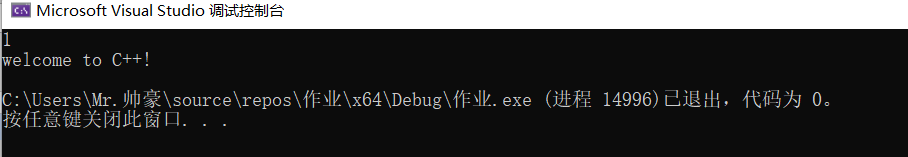 Microsoft Visual Studio 调试控制台
1
welcome to C++!
C:\Users\Mr.帅豪\source\repos\作业\x64\Debug\作业.exe (进程 14996)已退出，代码为 0。
按任意键关闭此窗口. . .